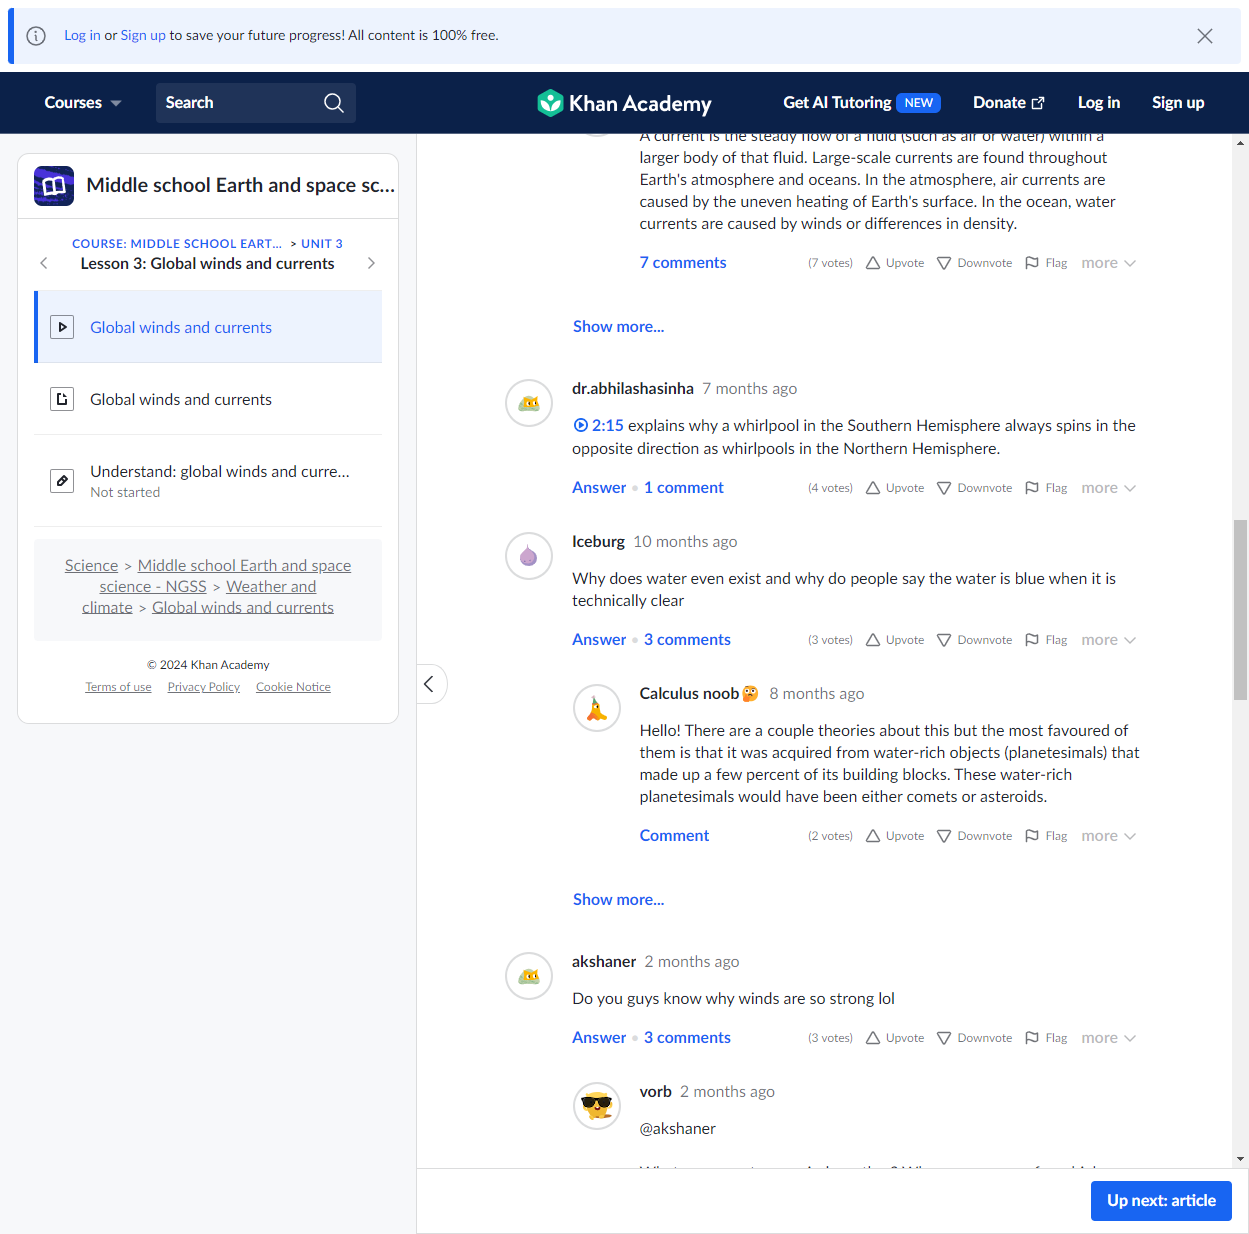 Log in or Sign up to save your future progress! All content is 100% free.
Courses
Search
Khan Academy
Get AI Tutoring NEW
Donate
Log in
Sign up
Middle school Earth and space sc...
COURSE: MIDDLE SCHOOL EART... > UNIT 3
Lesson 3: Global winds and currents
Global winds and currents
Global winds and currents
Understand: global winds and curre...
Not started
Science > Middle school Earth and space
science - NGSS > Weather and
climate > Global winds and currents
© 2024 Khan Academy
Terms of use Privacy Policy Cookie Notice
A current is the steady flow of a fluid (such as air or water) within a
larger body of that fluid. Large-scale currents are found throughout
Earth's atmosphere and oceans. In the atmosphere, air currents are
caused by the uneven heating of Earth's surface. In the ocean, water
currents are caused by winds or differences in density.
7 comments (7 votes) Upvote Downvote Flag more
Show more...
dr.abhilashasinha 7 months ago
2:15 explains why a whirlpool in the Southern Hemisphere always spins in the
opposite direction as whirlpools in the Northern Hemisphere.
Answer • 1 comment (4 votes) Upvote Downvote Flag more
Iceburg 10 months ago
Why does water even exist and why do people say the water is blue when it is
technically clear
Answer • 3 comments (3 votes) Upvote Downvote Flag more
Calculus noob🫣 8 months ago
Hello! There are a couple theories about this but the most favoured of
them is that it was acquired from water-rich objects (planetesimals) that
made up a few percent of its building blocks. These water-rich
planetesimals would have been either comets or asteroids.
Comment (2 votes) Upvote Downvote Flag more
Show more...
akshaner 2 months ago
Do you guys know why winds are so strong lol
Answer • 3 comments (3 votes) Upvote Downvote Flag more
vorb 2 months ago
@akshaner
Up next: article